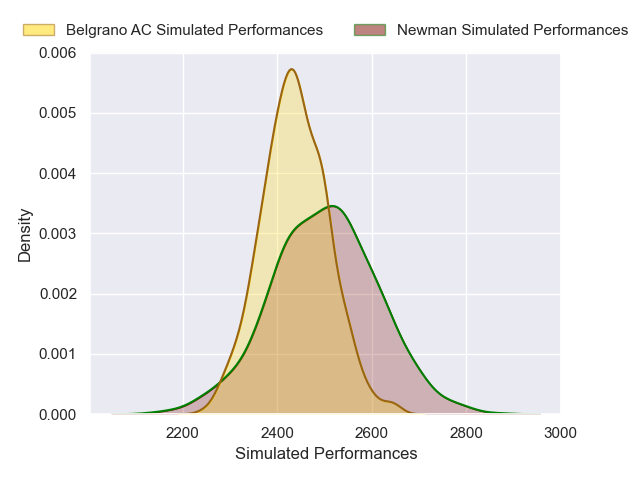 Belgrano AC Simulated Performances Newman Simulated Performances
0.006
0.005
0.004
0.003
0.002
0.001
0.000
Density
2200 2400 2600 2800 3000
Simulated Performances